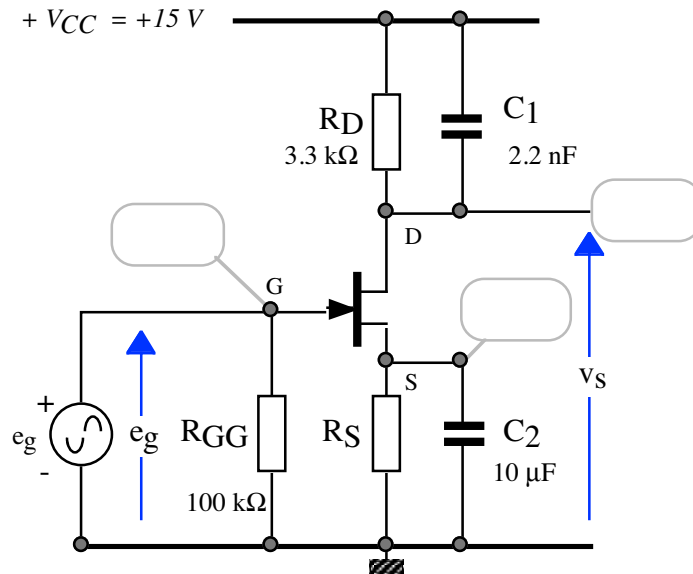 + VCC = +15 V
RD
3.3 kΩ
C1
2.2 nF
D
G
S
+
eg
-
eg
RGG
100 kΩ
RS
C2
10 µF
vs